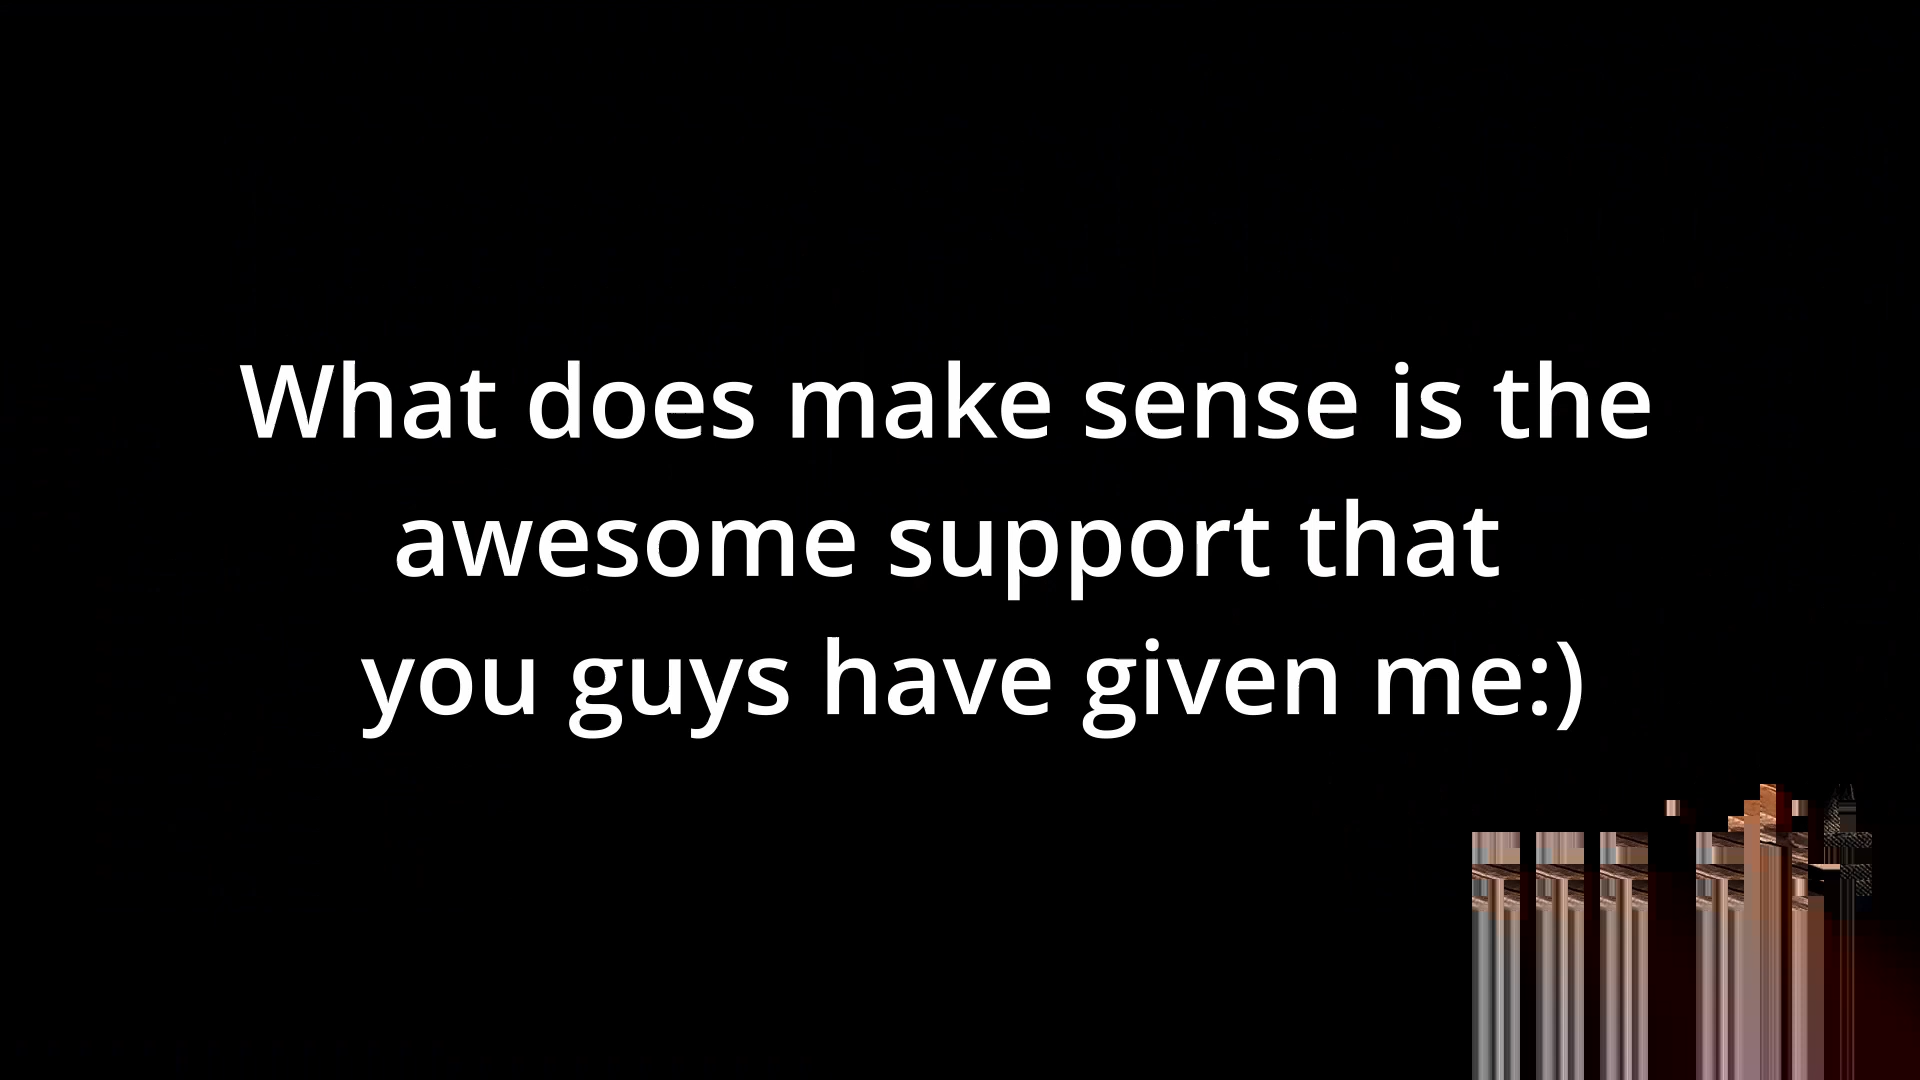 What does make sense is the
awesome support that
you guys have given me:)